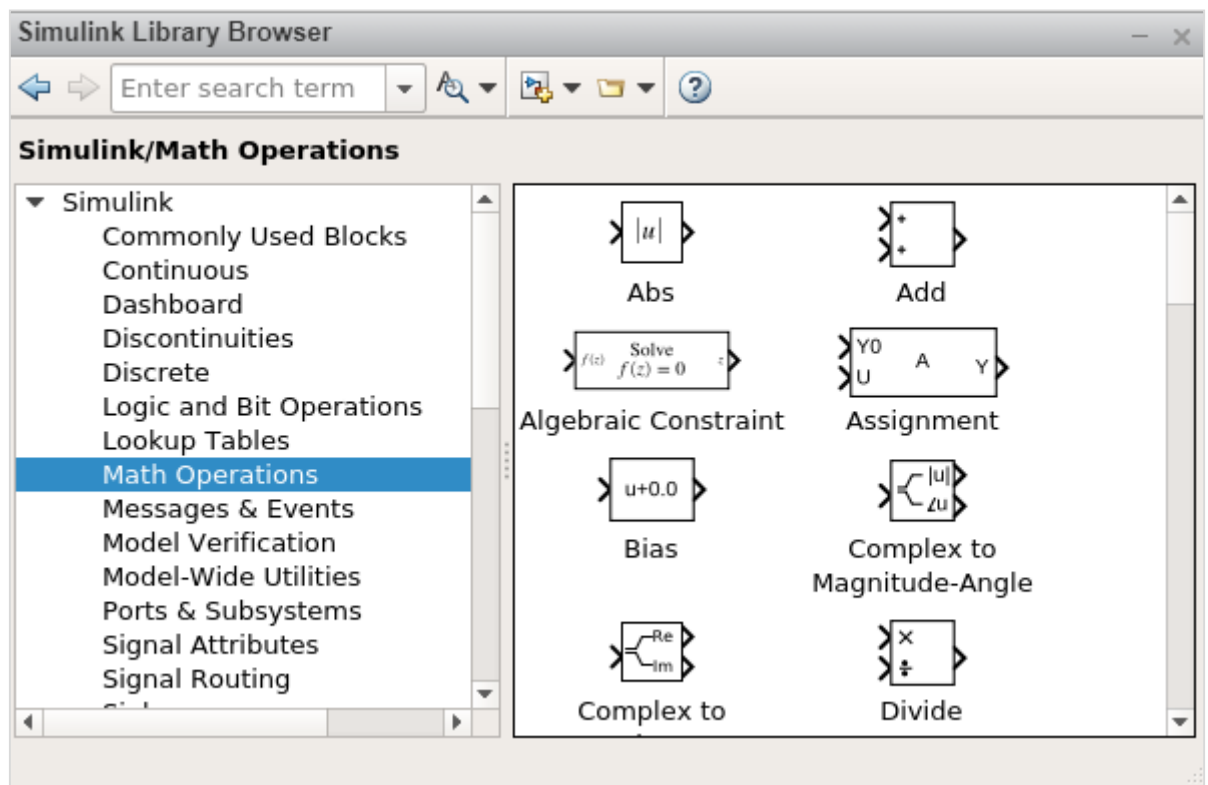 Simulink Library Browser
Enter search term
Simulink/Math Operations
Simulink
Commonly Used Blocks
Continuous
Dashboard
Discontinuities
Discrete
Logic and Bit Operations
Lookup Tables
Math Operations
Messages & Events
Model Verification
Model-Wide Utilities
Ports & Subsystems
Signal Attributes
Signal Routing
|u|
Abs
+
+
Add
f(z) Solve f(z) = 0 z
Algebraic Constraint
Y0
U
A
Y
Assignment
u+0.0
Bias
|u|
∠u
Complex to
Magnitude-Angle
Re
Im
Complex to
×
÷
Divide